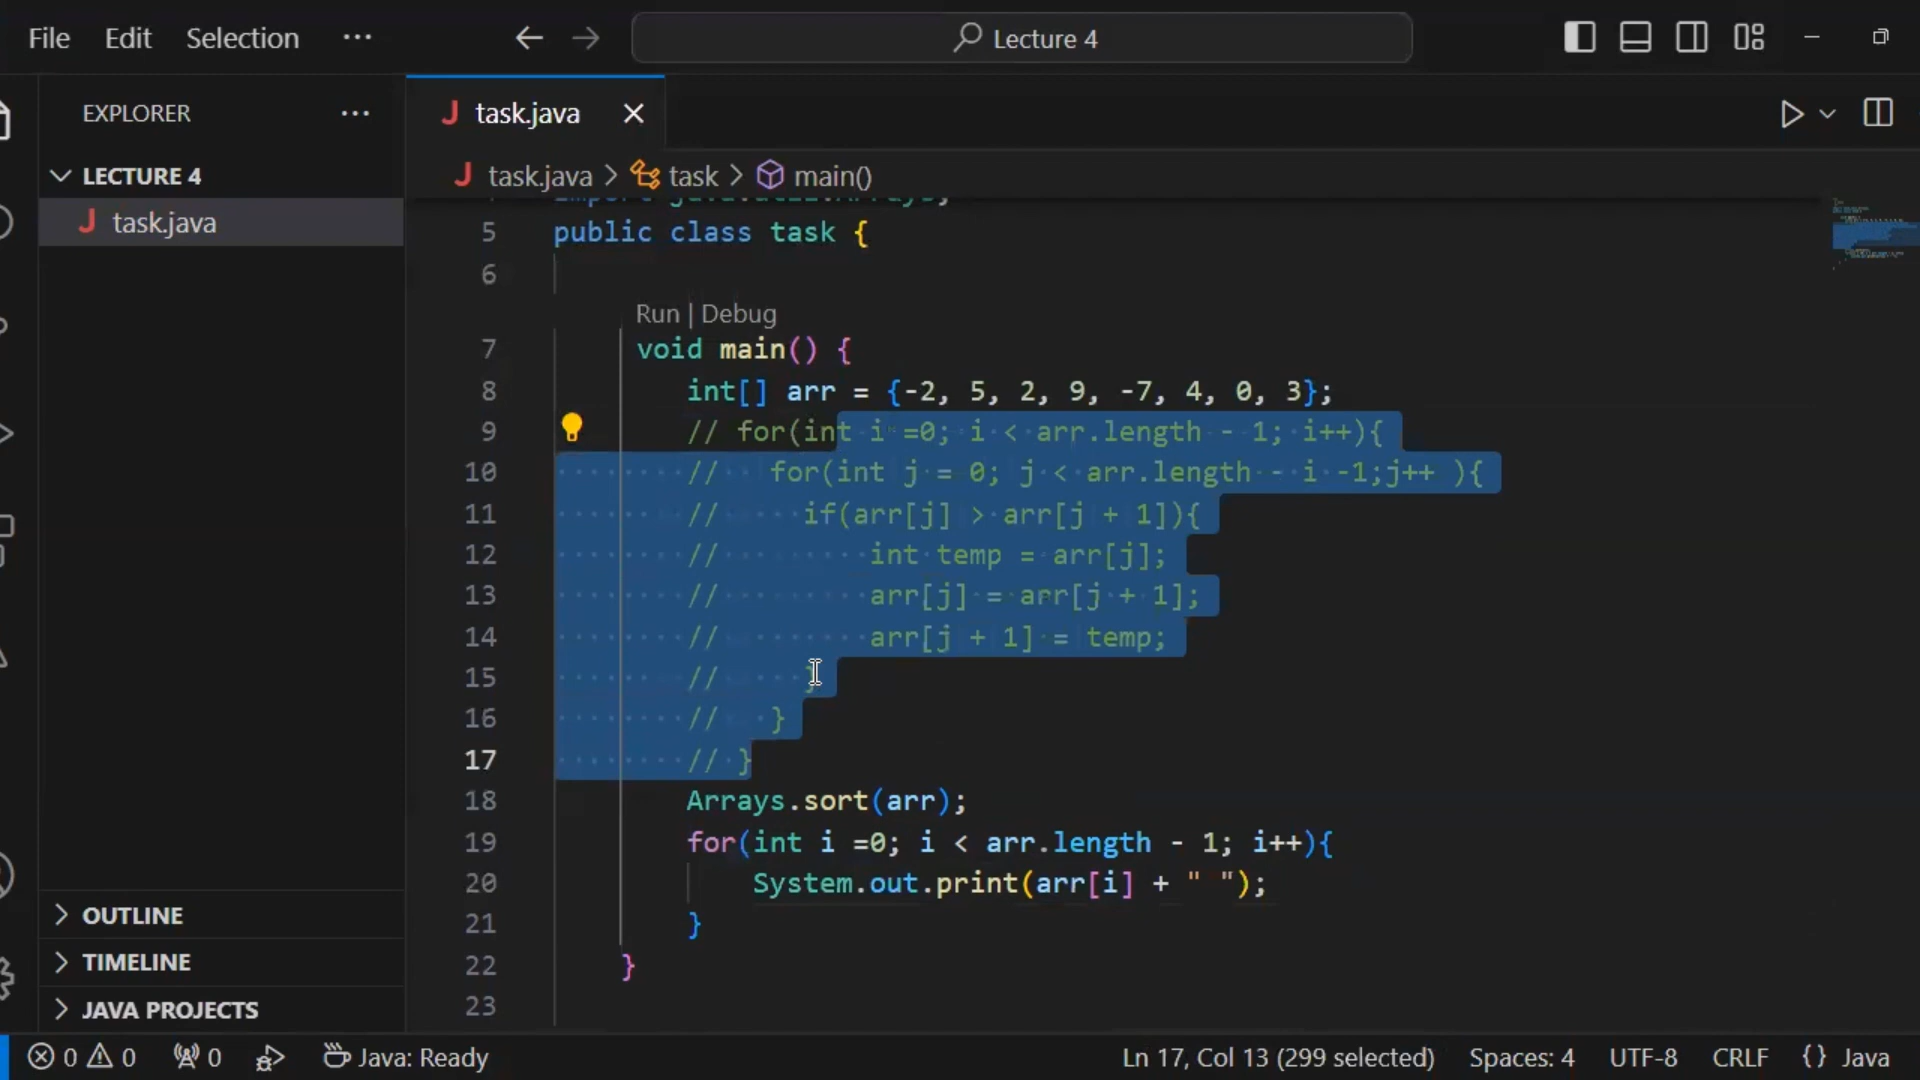 File Edit Selection ··· Lecture 4
EXPLORER ···
task.java
LECTURE 4
task.java > task > main()
task.java
5 public class task {
6
Run | Debug
7 void main() {
8 int[] arr = {-2, 5, 2, 9, -7, 4, 0, 3};
9 // for(int i =0; i < arr.length - 1; i++){
10 // for(int j = 0; j < arr.length - i -1;j++ ){
11 // if(arr[j] > arr[j + 1]){
12 // int temp = arr[j];
13 // arr[j] = arr[j + 1];
14 // arr[j + 1] = temp;
15 // }
16 // }
17 // }
18 Arrays.sort(arr);
19 for(int i =0; i < arr.length - 1; i++){
20 System.out.print(arr[i] + " ");
21 }
22 }
23
OUTLINE
TIMELINE
JAVA PROJECTS
0 0 0 Java: Ready Ln 17, Col 13 (299 selected) Spaces: 4 UTF-8 CRLF {} Java